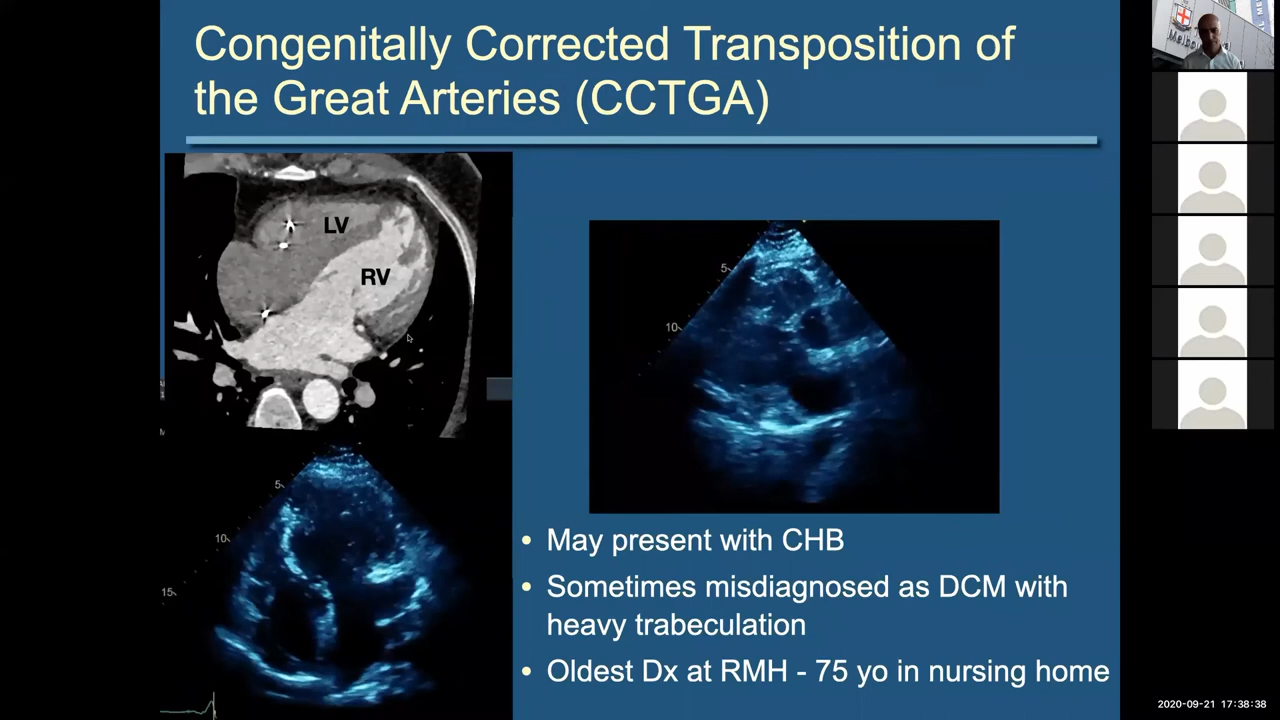 Congenitally Corrected Transposition of
the Great Arteries (CCTGA)
LV
RV
5
10
5
10
15
• May present with CHB
• Sometimes misdiagnosed as DCM with
heavy trabeculation
• Oldest Dx at RMH - 75 yo in nursing home
2020-09-21 17:38:38